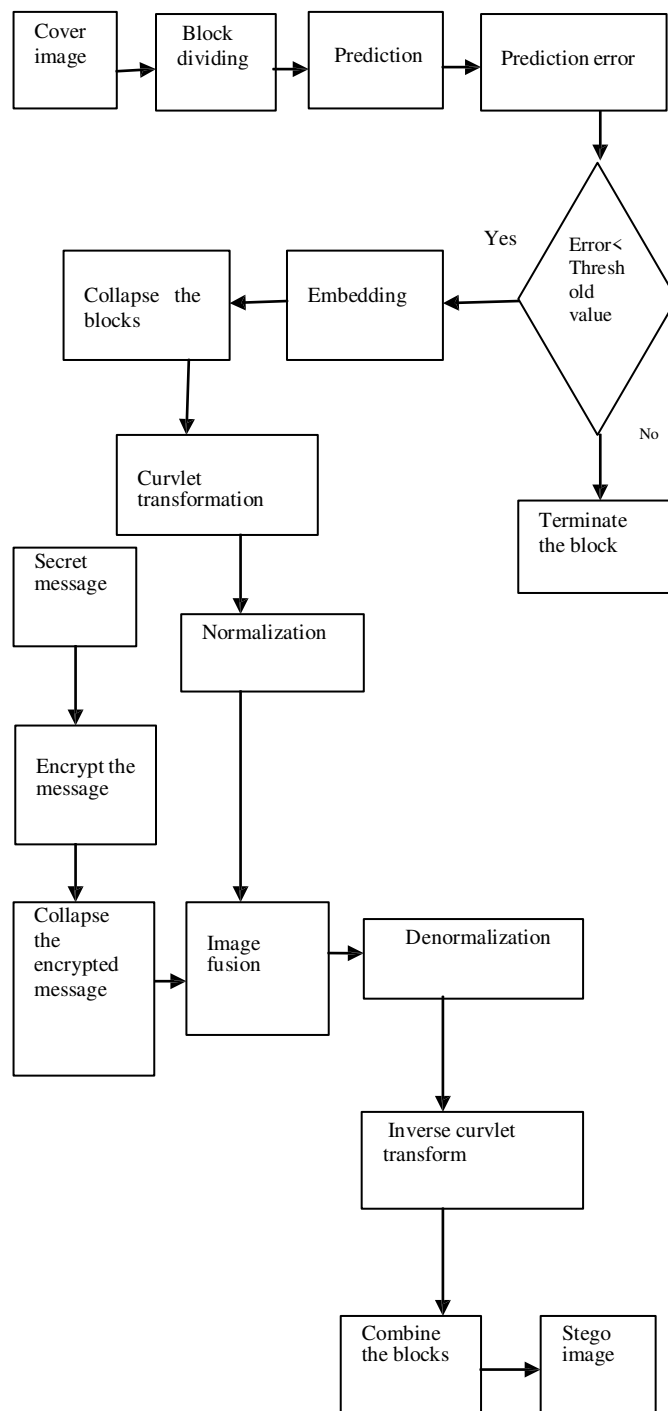 Cover
image
Block
dividing
Prediction
Prediction error
Yes
Error<
Thresh
old
value
Embedding
Collapse the
blocks
No
Terminate
the block
Curvlet
transformation
Secret
message
Normalization
Encrypt the
message
Collapse
the
encrypted
message
Image
fusion
Denormalization
Inverse curvlet
transform
Combine
the blocks
Stego
image